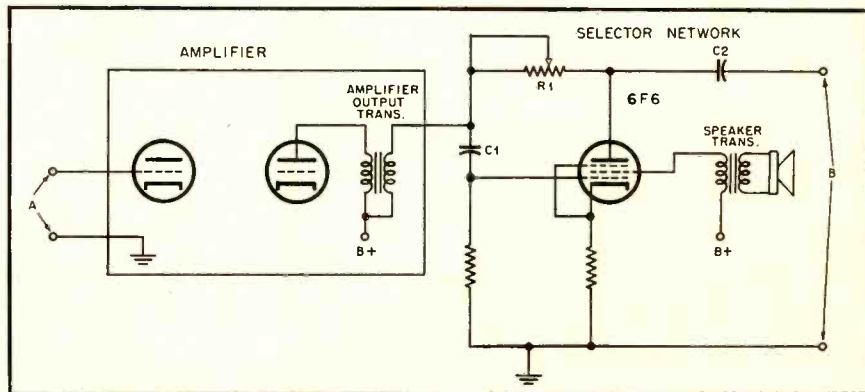 AMPLIFIER
SELECTOR NETWORK
C2
AMPLIFIER
OUTPUT
TRANS.
R1
6F6
C1
SPEAKER
TRANS.
A
B
B+
B+